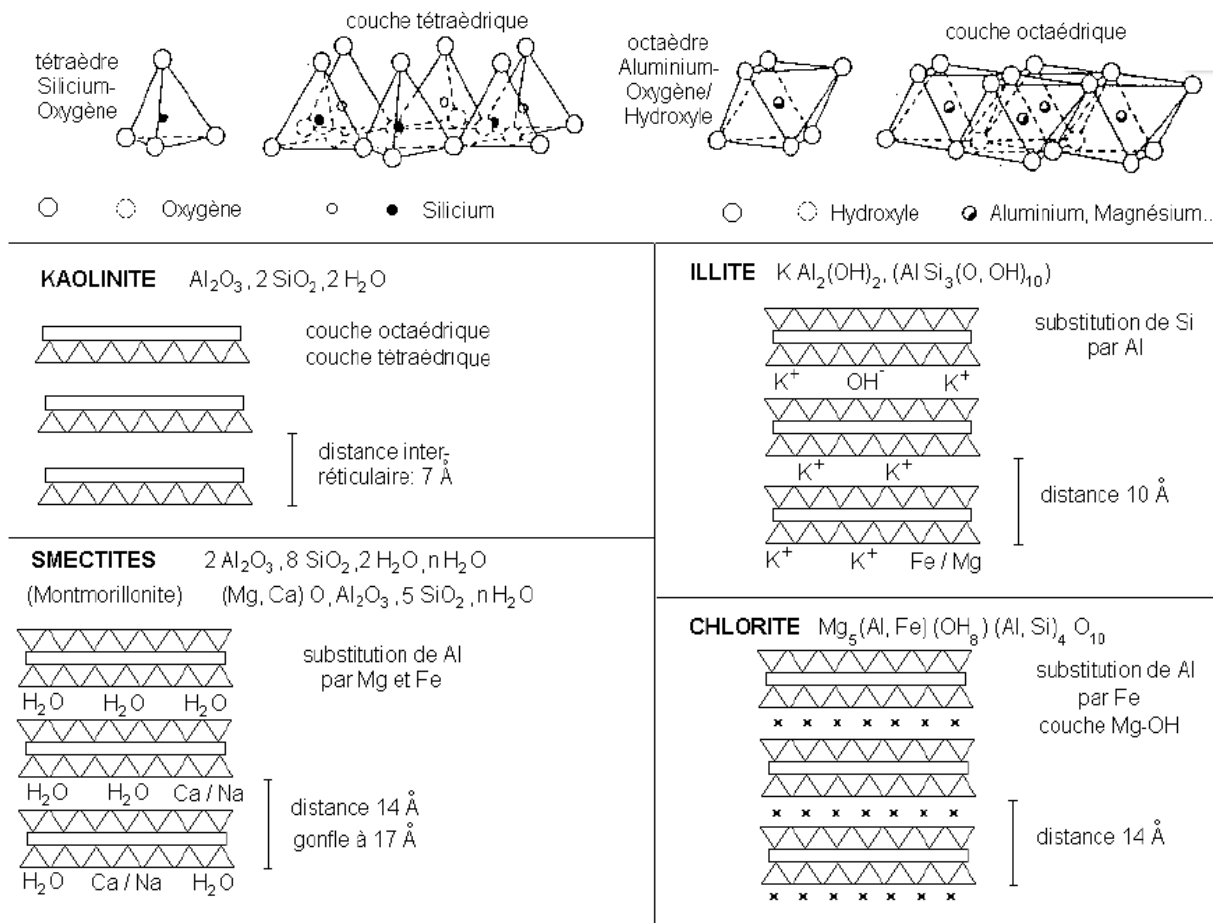 couche tétraèdrique
tétraèdre
Silicium-
Oxygène
octaèdre
Aluminium-
Oxygène/
Hydroxyle
couche octaédrique
Oxygène
Silicium
Hydroxyle
Aluminium, Magnésium..
KAOLINITE Al₂O₃, 2 SiO₂, 2 H₂O
couche octaédrique
couche tétraédrique
distance inter-
réticulaire: 7 Å
ILLITE K Al₂(OH)₂, (Al Si₃(O, OH)₁₀)
substitution de Si
par Al
K⁺ OH⁻ K⁺
K⁺ K⁺
distance 10 Å
K⁺ K⁺ Fe / Mg
SMECTITES 2 Al₂O₃, 8 SiO₂, 2 H₂O, n H₂O
(Montmorillonite) (Mg, Ca) O, Al₂O₃, 5 SiO₂, n H₂O
substitution de Al
par Mg et Fe
H₂O H₂O H₂O
H₂O H₂O Ca / Na
distance 14 Å
gonfle à 17 Å
H₂O Ca / Na H₂O
CHLORITE Mg₅(Al, Fe) (OH₈) (Al, Si)₄ O₁₀
substitution de Al
par Fe
couche Mg-OH
distance 14 Å